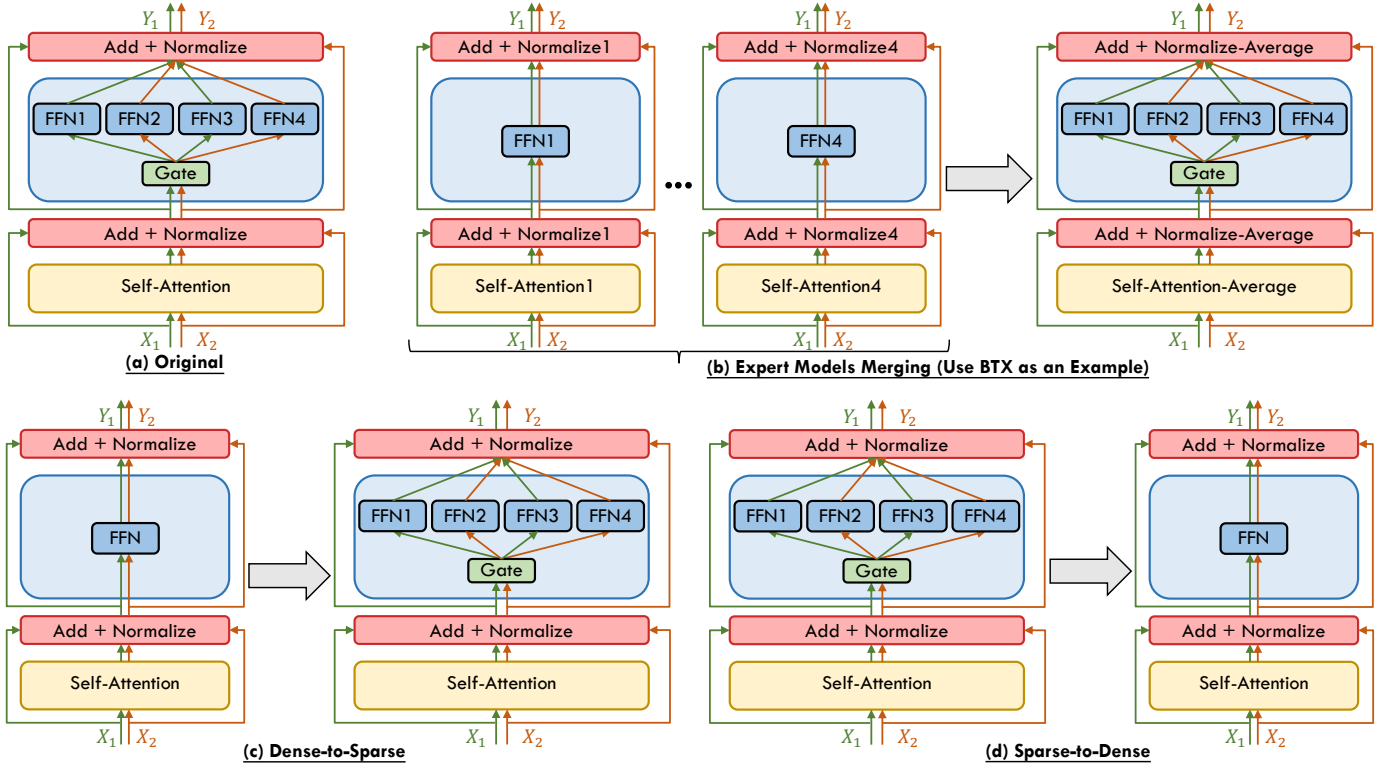 Y1 Y2
Add + Normalize
FFN1 FFN2 FFN3 FFN4
Gate
Add + Normalize
Self-Attention
X1 X2
(a) Original
Y1 Y2
Add + Normalize1
FFN1
Add + Normalize1
Self-Attention1
X1 X2
...
Y1 Y2
Add + Normalize4
FFN4
Add + Normalize4
Self-Attention4
X1 X2
Y1 Y2
Add + Normalize-Average
FFN1 FFN2 FFN3 FFN4
Gate
Add + Normalize-Average
Self-Attention-Average
X1 X2
(b) Expert Models Merging (Use BTX as an Example)
Y1 Y2
Add + Normalize
FFN
Add + Normalize
Self-Attention
X1 X2
Y1 Y2
Add + Normalize
FFN1 FFN2 FFN3 FFN4
Gate
Add + Normalize
Self-Attention
X1 X2
(c) Dense-to-Sparse
Y1 Y2
Add + Normalize
FFN1 FFN2 FFN3 FFN4
Gate
Add + Normalize
Self-Attention
X1 X2
Y1 Y2
Add + Normalize
FFN
Add + Normalize
Self-Attention
X1 X2
(d) Sparse-to-Dense